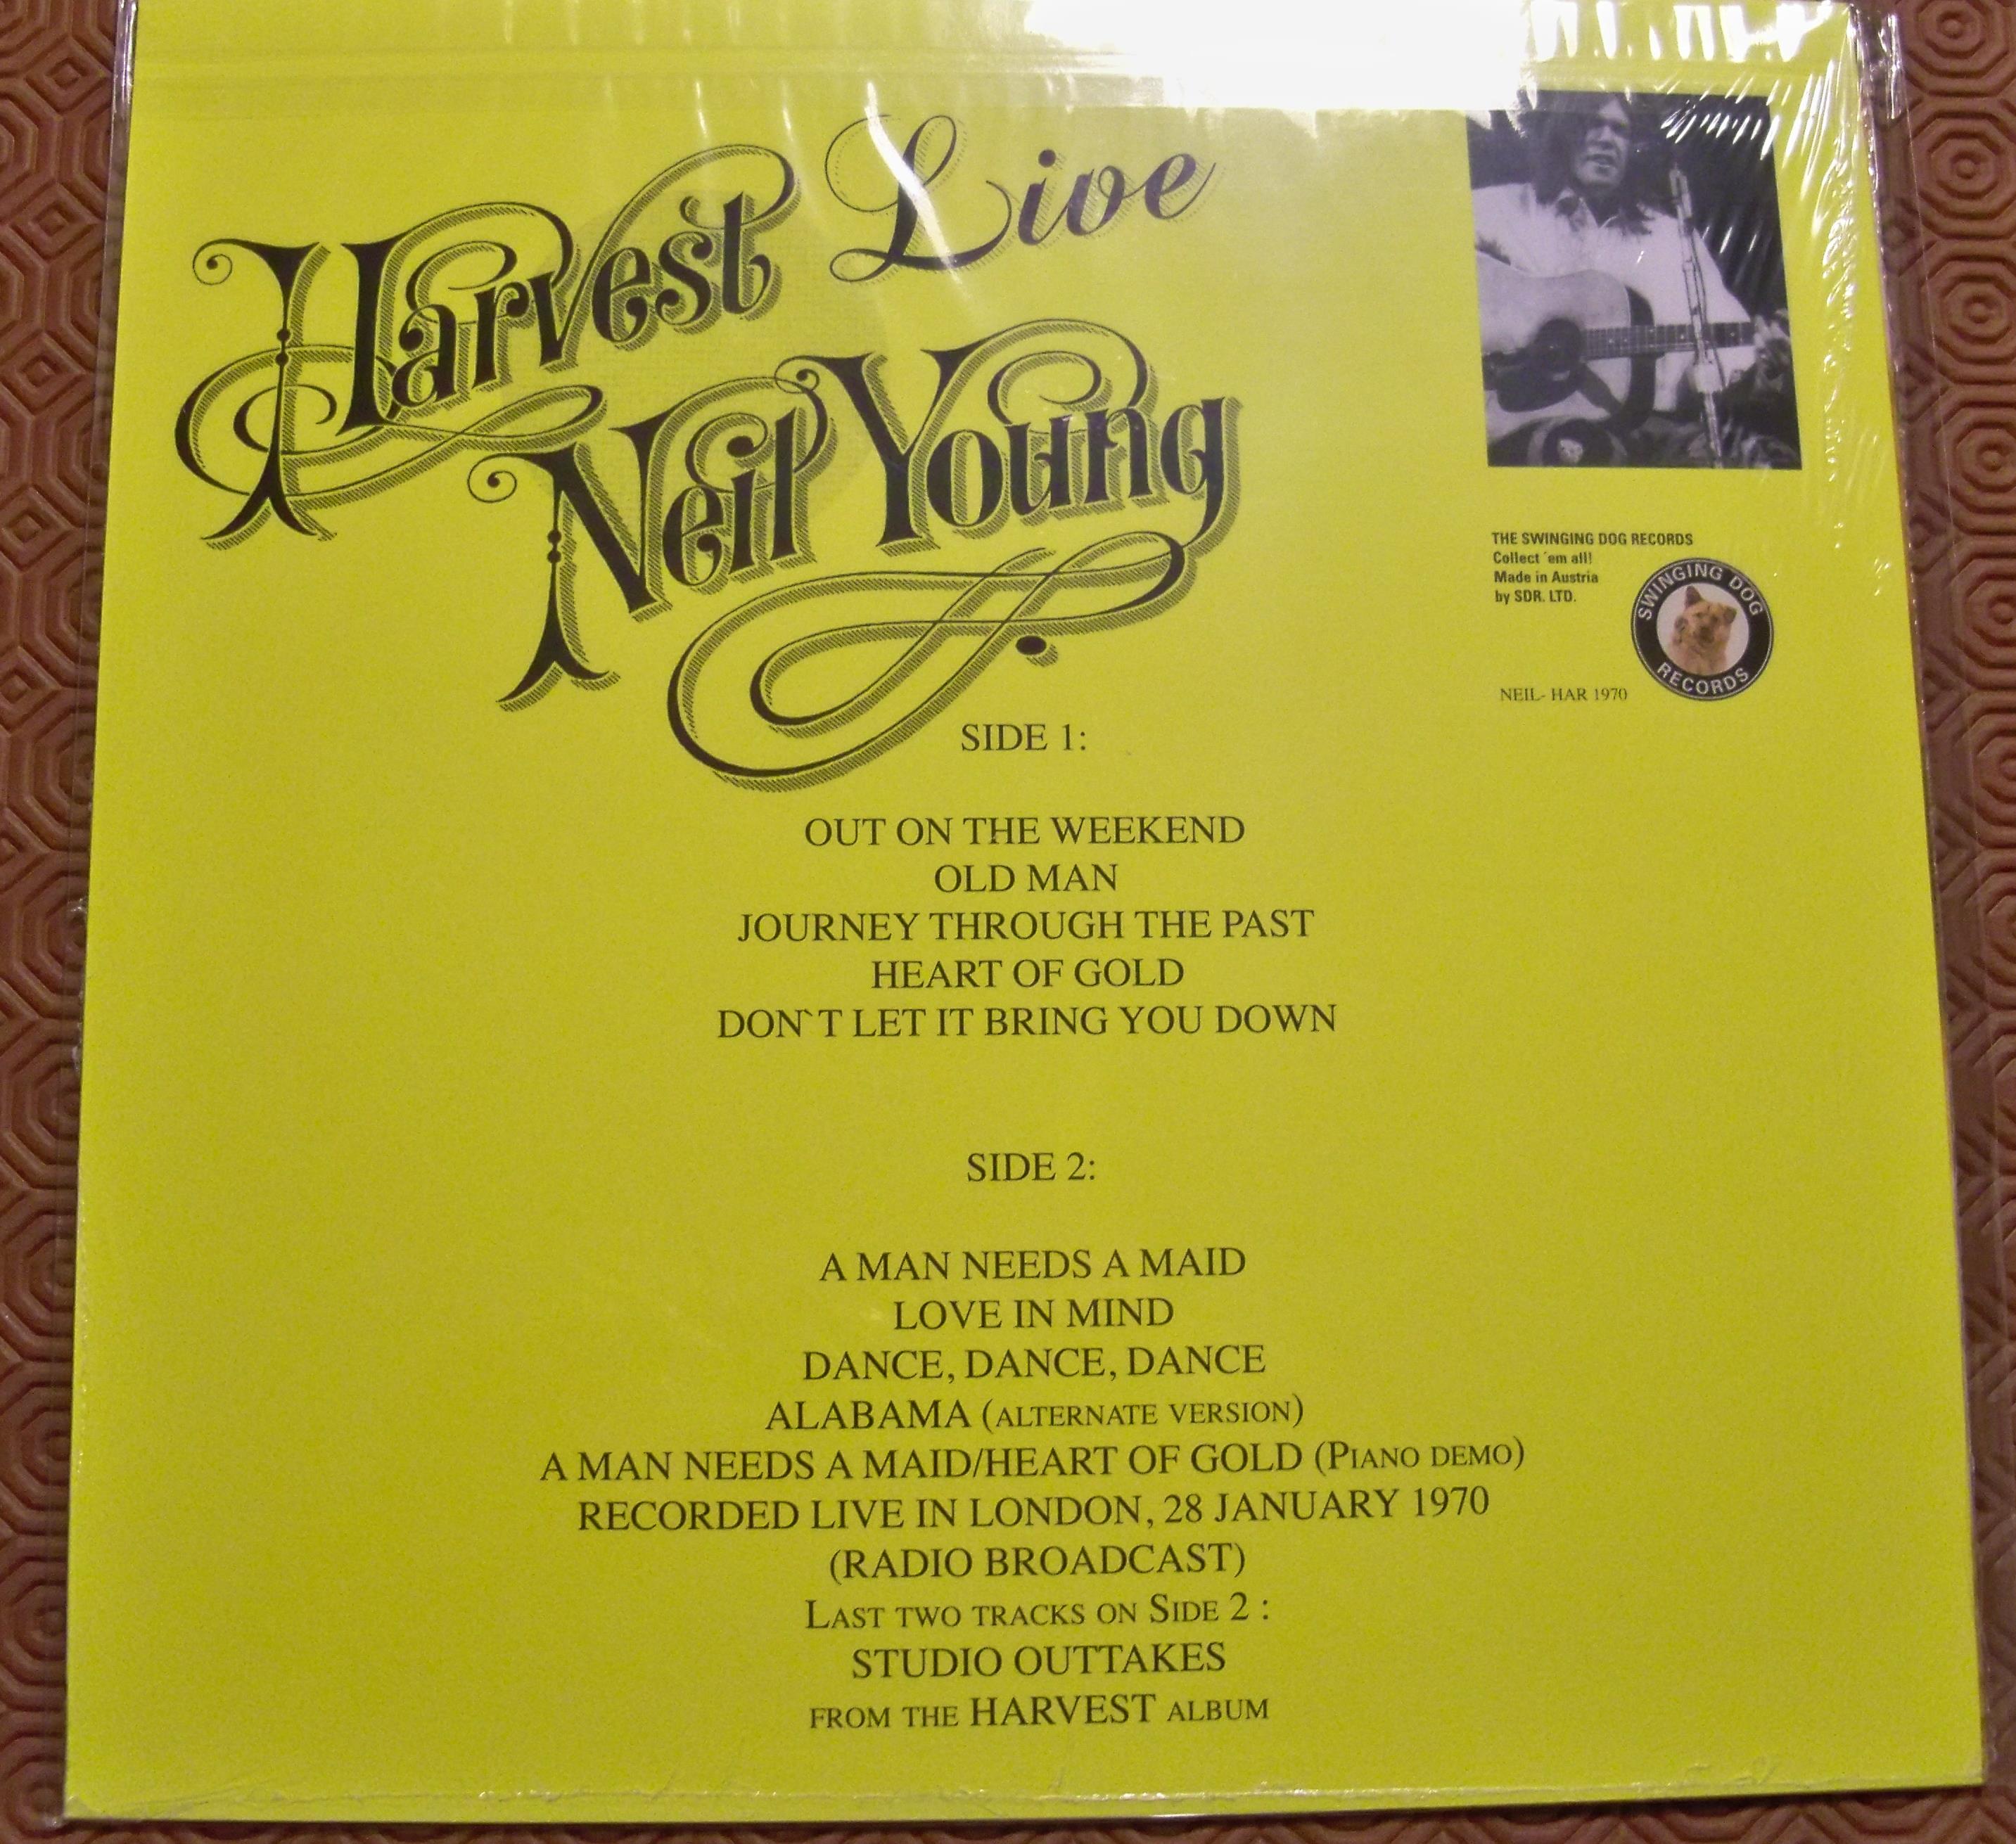 Harvest Live
Neil Young
THE SWINGING DOG RECORDS
Collect ´em all!
Made in Austria
by SDR. LTD.
SWINGING DOG
RECORDS
NEIL- HAR 1970
SIDE 1:
OUT ON THE WEEKEND
OLD MAN
JOURNEY THROUGH THE PAST
HEART OF GOLD
DON`T LET IT BRING YOU DOWN
SIDE 2:
A MAN NEEDS A MAID
LOVE IN MIND
DANCE, DANCE, DANCE
ALABAMA (ALTERNATE VERSION)
A MAN NEEDS A MAID/HEART OF GOLD (PIANO DEMO)
RECORDED LIVE IN LONDON, 28 JANUARY 1970
(RADIO BROADCAST)
LAST TWO TRACKS ON SIDE 2 :
STUDIO OUTTAKES
FROM THE HARVEST ALBUM